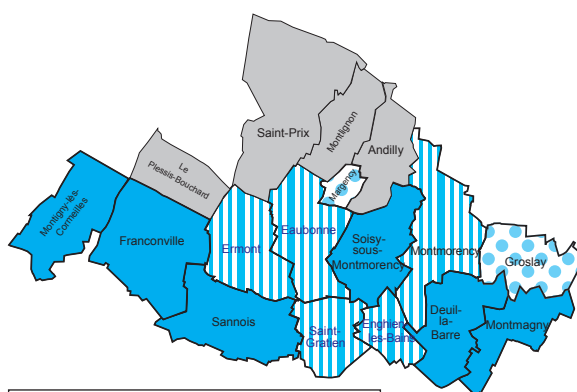 Saint-Prix
Montlignon
Andilly
Le
Plessis-Bouchard
Margency
Montigny-lès-
Cormeilles
Franconville
Ermont
Eaubonne
Soisy-
sous-
Montmorency
Montmorency
Groslay
Sannois
Saint-
Gratien
Enghien-
les-Bains
Deuil-
la-
Barre
Montmagny